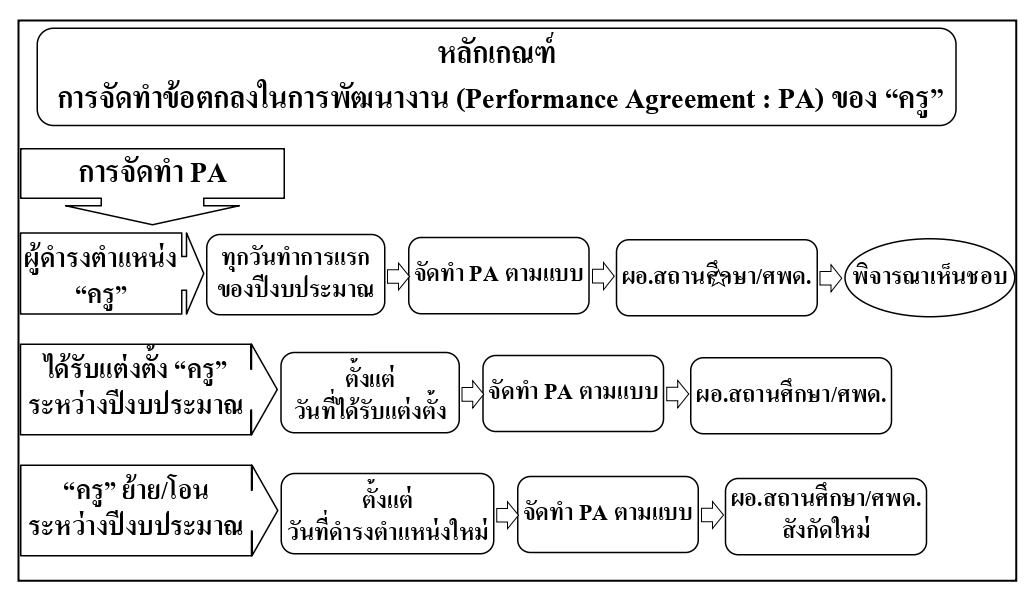 หลักเกณฑ์
การจัดทำข้อตกลงในการพัฒนางาน (Performance Agreement : PA) ของ “ครู”
การจัดทำ PA
ผู้ดำรงตำแหน่ง
“ครู”
ทุกวันทำการแรก
ของปีงบประมาณ
จัดทำ PA ตามแบบ
ผอ.สถานศึกษา/ศพด.
พิจารณาเห็นชอบ
ได้รับแต่งตั้ง “ครู”
ระหว่างปีงบประมาณ
ตั้งแต่
วันที่ได้รับแต่งตั้ง
จัดทำ PA ตามแบบ
ผอ.สถานศึกษา/ศพด.
“ครู” ย้าย/โอน
ระหว่างปีงบประมาณ
ตั้งแต่
วันที่ดำรงตำแหน่งใหม่
จัดทำ PA ตามแบบ
ผอ.สถานศึกษา/ศพด.
สังกัดใหม่